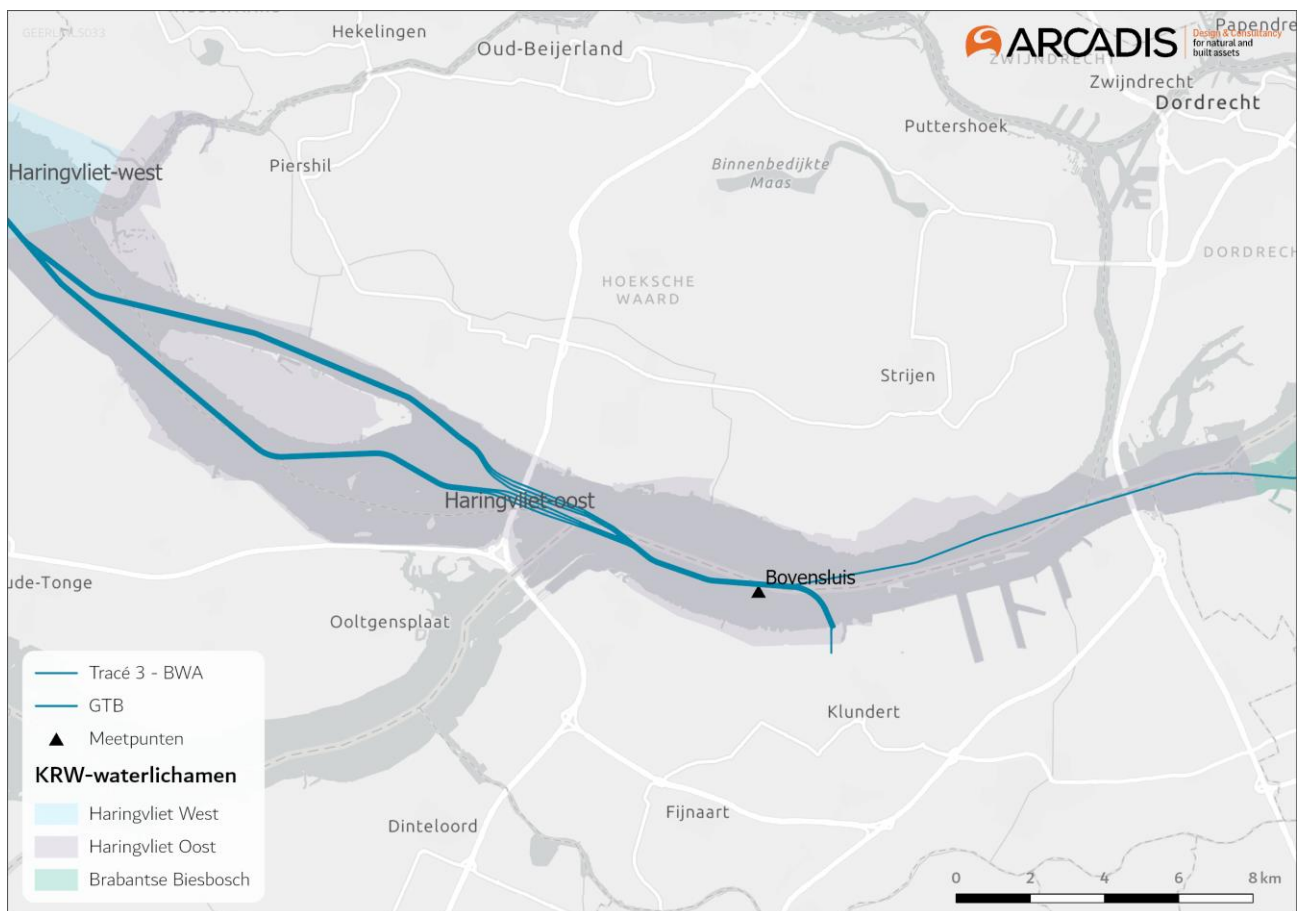 GEERLINLS033
Hekelingen
Oud-Beijerland
ARCADIS
Design & Consultancy
for natural and
built assets
Papendre
ZWIJNDRECHT
Zwijndrecht
Dordrecht
Puttershoek
Haringvliet-west
Piershil
Binnenbedijkte
Maas
DORDRECH
HOEKSCHE
WAARD
Strijen
Haringvliet-oost
Bovensluis
ude-Tonge
Ooltgensplaat
Klundert
Fijnaart
Dinteloord
Tracé 3 - BWA
GTB
Meetpunten
KRW-waterlichamen
Haringvliet West
Haringvliet Oost
Brabantse Biesbosch
0 2 4 6 8 km